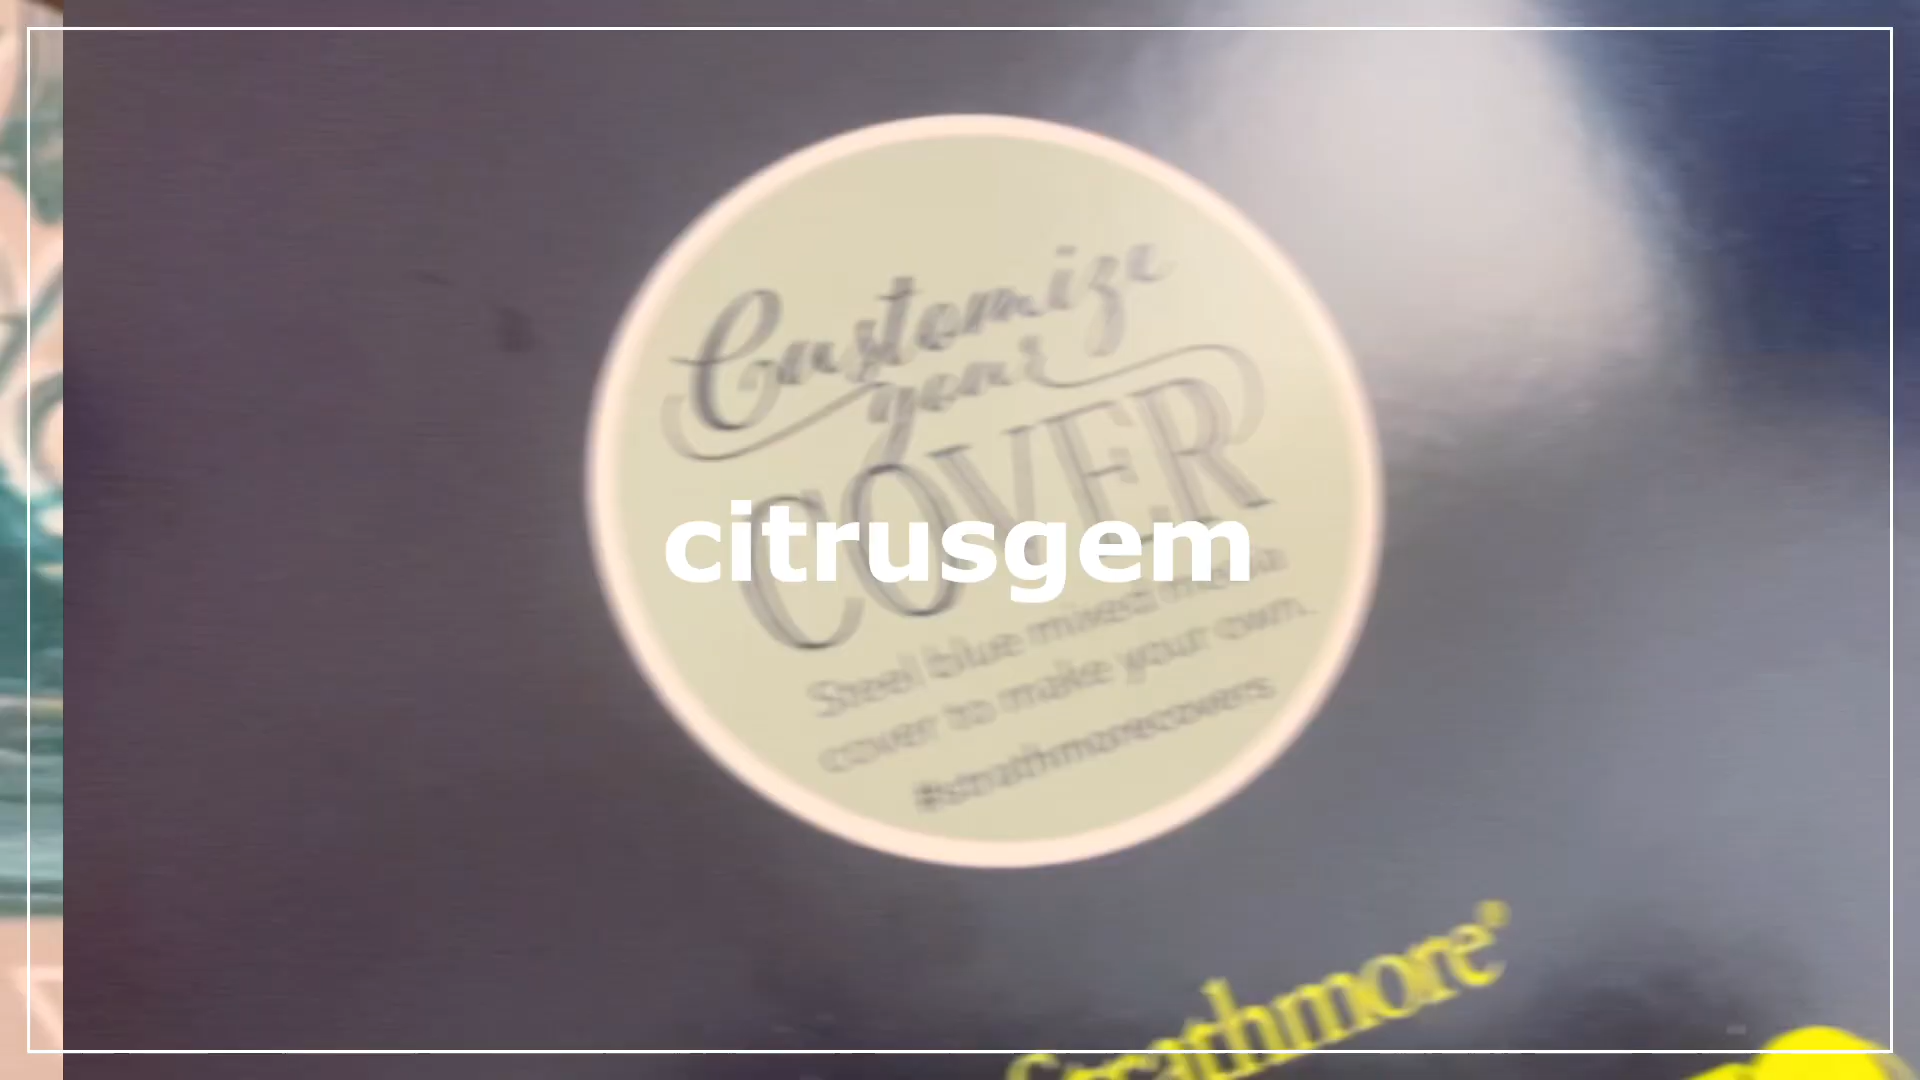 Customize
your
COVER
citrusgem
Steel blue mixed media
cover to make your own.
#strathmorecovers
Strathmore®